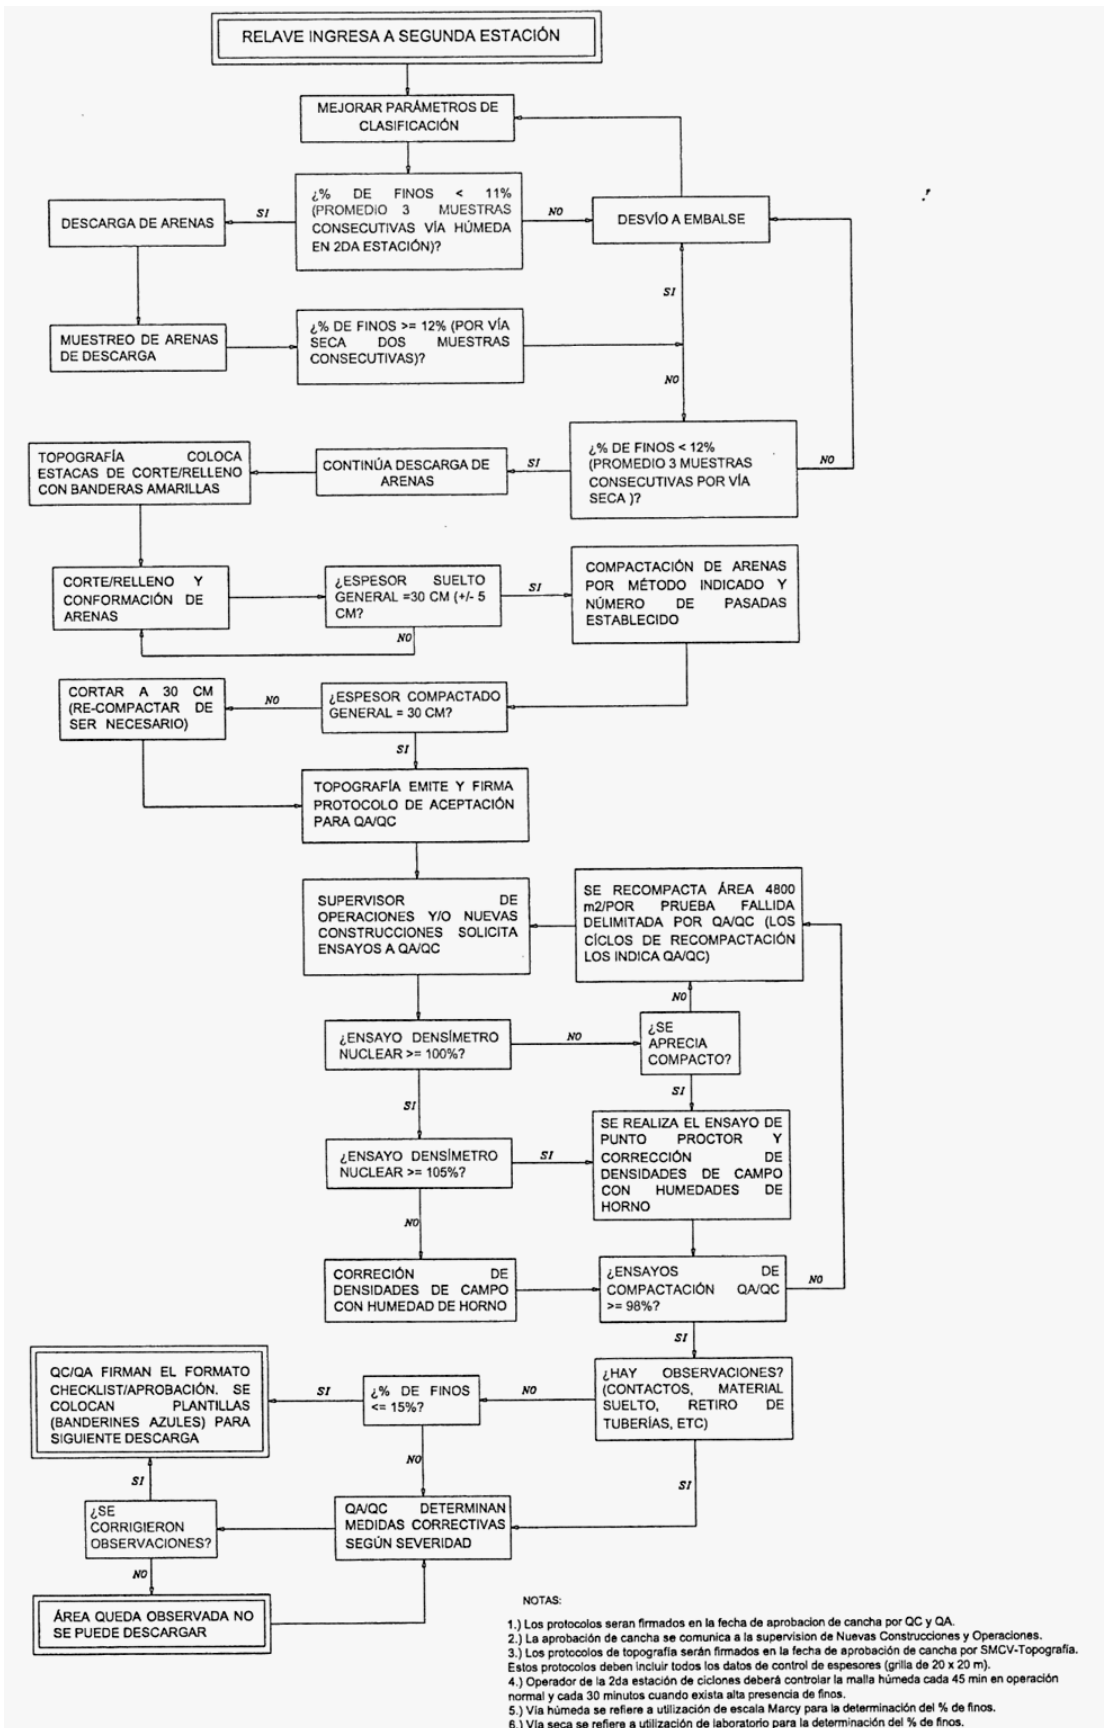 RELAVE INGRESA A SEGUNDA ESTACIÓN
MEJORAR PARÁMETROS DE
CLASIFICACIÓN
¿% DE FINOS < 11%
(PROMEDIO 3 MUESTRAS
CONSECUTIVAS VÍA HÚMEDA
EN 2DA ESTACIÓN)?
SI
NO
DESCARGA DE ARENAS
DESVÍO A EMBALSE
SI
MUESTREO DE ARENAS
DE DESCARGA
¿% DE FINOS >= 12% (POR VÍA
SECA DOS MUESTRAS
CONSECUTIVAS)?
NO
TOPOGRAFÍA COLOCA
ESTACAS DE CORTE/RELLENO
CON BANDERAS AMARILLAS
CONTINÚA DESCARGA DE
ARENAS
SI
¿% DE FINOS < 12%
(PROMEDIO 3 MUESTRAS
CONSECUTIVAS POR VÍA
SECA )?
NO
CORTE/RELLENO Y
CONFORMACIÓN DE
ARENAS
¿ESPESOR SUELTO
GENERAL =30 CM (+/- 5
CM?
SI
NO
COMPACTACIÓN DE ARENAS
POR MÉTODO INDICADO Y
NÚMERO DE PASADAS
ESTABLECIDO
CORTAR A 30 CM
(RE-COMPACTAR DE
SER NECESARIO)
NO
¿ESPESOR COMPACTADO
GENERAL = 30 CM?
SI
TOPOGRAFÍA EMITE Y FIRMA
PROTOCOLO DE ACEPTACIÓN
PARA QA/QC
SUPERVISOR DE
OPERACIONES Y/O NUEVAS
CONSTRUCCIONES SOLICITA
ENSAYOS A QA/QC
SE RECOMPACTA ÁREA 4800
m2/POR PRUEBA FALLIDA
DELIMITADA POR QA/QC (LOS
CÍCLOS DE RECOMPACTACIÓN
LOS INDICA QA/QC)
NO
¿ENSAYO DENSÍMETRO
NUCLEAR >= 100%?
NO
¿SE
APRECIA
COMPACTO?
SI
SI
¿ENSAYO DENSÍMETRO
NUCLEAR >= 105%?
SI
SE REALIZA EL ENSAYO DE
PUNTO PROCTOR Y
CORRECCIÓN DE
DENSIDADES DE CAMPO
CON HUMEDADES DE
HORNO
NO
CORRECIÓN DE
DENSIDADES DE CAMPO
CON HUMEDAD DE HORNO
¿ENSAYOS DE
COMPACTACIÓN QA/QC
>= 98%?
NO
SI
QC/QA FIRMAN EL FORMATO
CHECKLIST/APROBACIÓN. SE
COLOCAN PLANTILLAS
(BANDERINES AZULES) PARA
SIGUIENTE DESCARGA
SI
¿% DE FINOS
<= 15%?
NO
¿HAY OBSERVACIONES?
(CONTACTOS, MATERIAL
SUELTO, RETIRO DE
TUBERÍAS, ETC)
NO
SI
SI
¿SE
CORRIGIERON
OBSERVACIONES?
QA/QC DETERMINAN
MEDIDAS CORRECTIVAS
SEGÚN SEVERIDAD
NO
ÁREA QUEDA OBSERVADA NO
SE PUEDE DESCARGAR
NOTAS:
1.) Los protocolos seran firmados en la fecha de aprobacion de cancha por QC y QA.
2.) La aprobación de cancha se comunica a la supervision de Nuevas Construcciones y Operaciones.
3.) Los protocolos de topografía serán firmados en la fecha de aprobación de cancha por SMCV-Topografía.
Estos protocolos deben incluir todos los datos de control de espesores (grilla de 20 x 20 m).
4.) Operador de la 2da estación de ciclones deberá controlar la malla húmeda cada 45 min en operación
normal y cada 30 minutos cuando exista alta presencia de finos.
5.) Vía húmeda se refiere a utilización de escala Marcy para la determinación del % de finos.
6.) Vía seca se refiere a utilización de laboratorio para la determinación del % de finos.